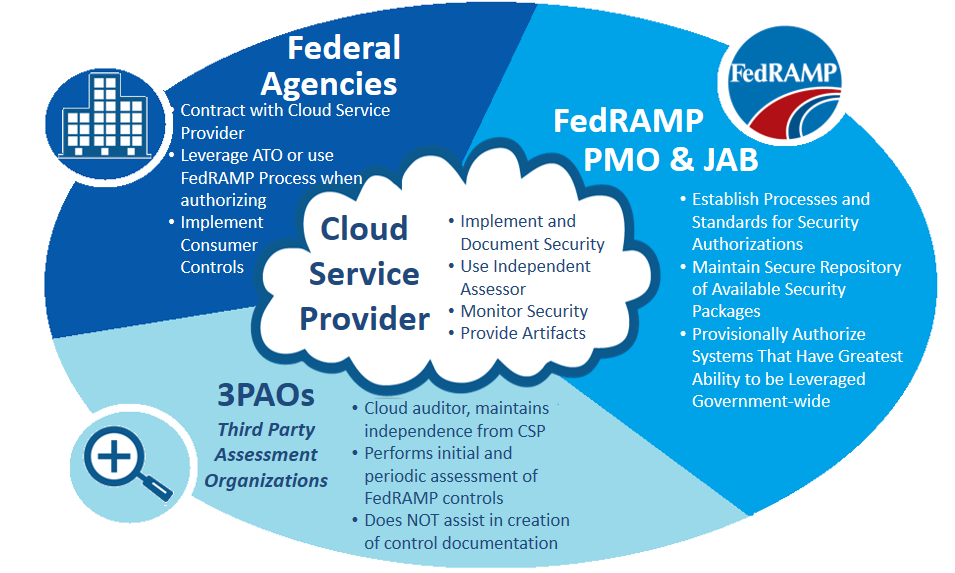 Federal
Agencies
• Contract with Cloud Service
Provider
• Leverage ATO or use
FedRAMP Process when
authorizing
• Implement
Consumer
Controls
FedRAMP
FedRAMP
PMO & JAB
• Establish Processes and
Standards for Security
Authorizations
• Maintain Secure Repository
of Available Security
Packages
• Provisionally Authorize
Systems That Have Greatest
Ability to be Leveraged
Government-wide
Cloud
Service
Provider
• Implement and
Document Security
• Use Independent
Assessor
• Monitor Security
• Provide Artifacts
3PAOs
Third Party
Assessment
Organizations
• Cloud auditor, maintains
independence from CSP
• Performs initial and
periodic assessment of
FedRAMP controls
• Does NOT assist in creation
of control documentation